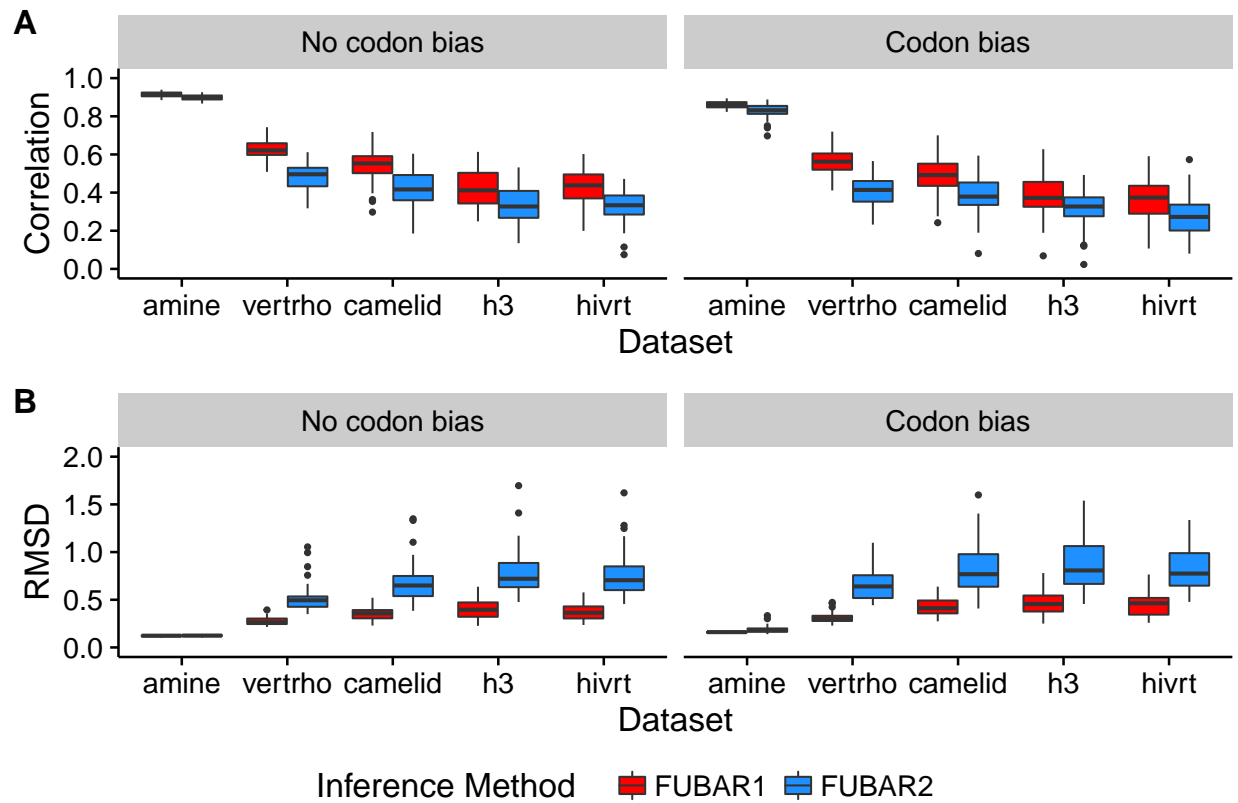 A
No codon bias
Codon bias
Correlation
1.0
0.8
0.6
0.4
0.2
0.0
amine vertrho camelid h3 hivrt
amine vertrho camelid h3 hivrt
Dataset
B
No codon bias
Codon bias
RMSD
2.0
1.5
1.0
0.5
0.0
amine vertrho camelid h3 hivrt
amine vertrho camelid h3 hivrt
Dataset
Inference Method FUBAR1 FUBAR2